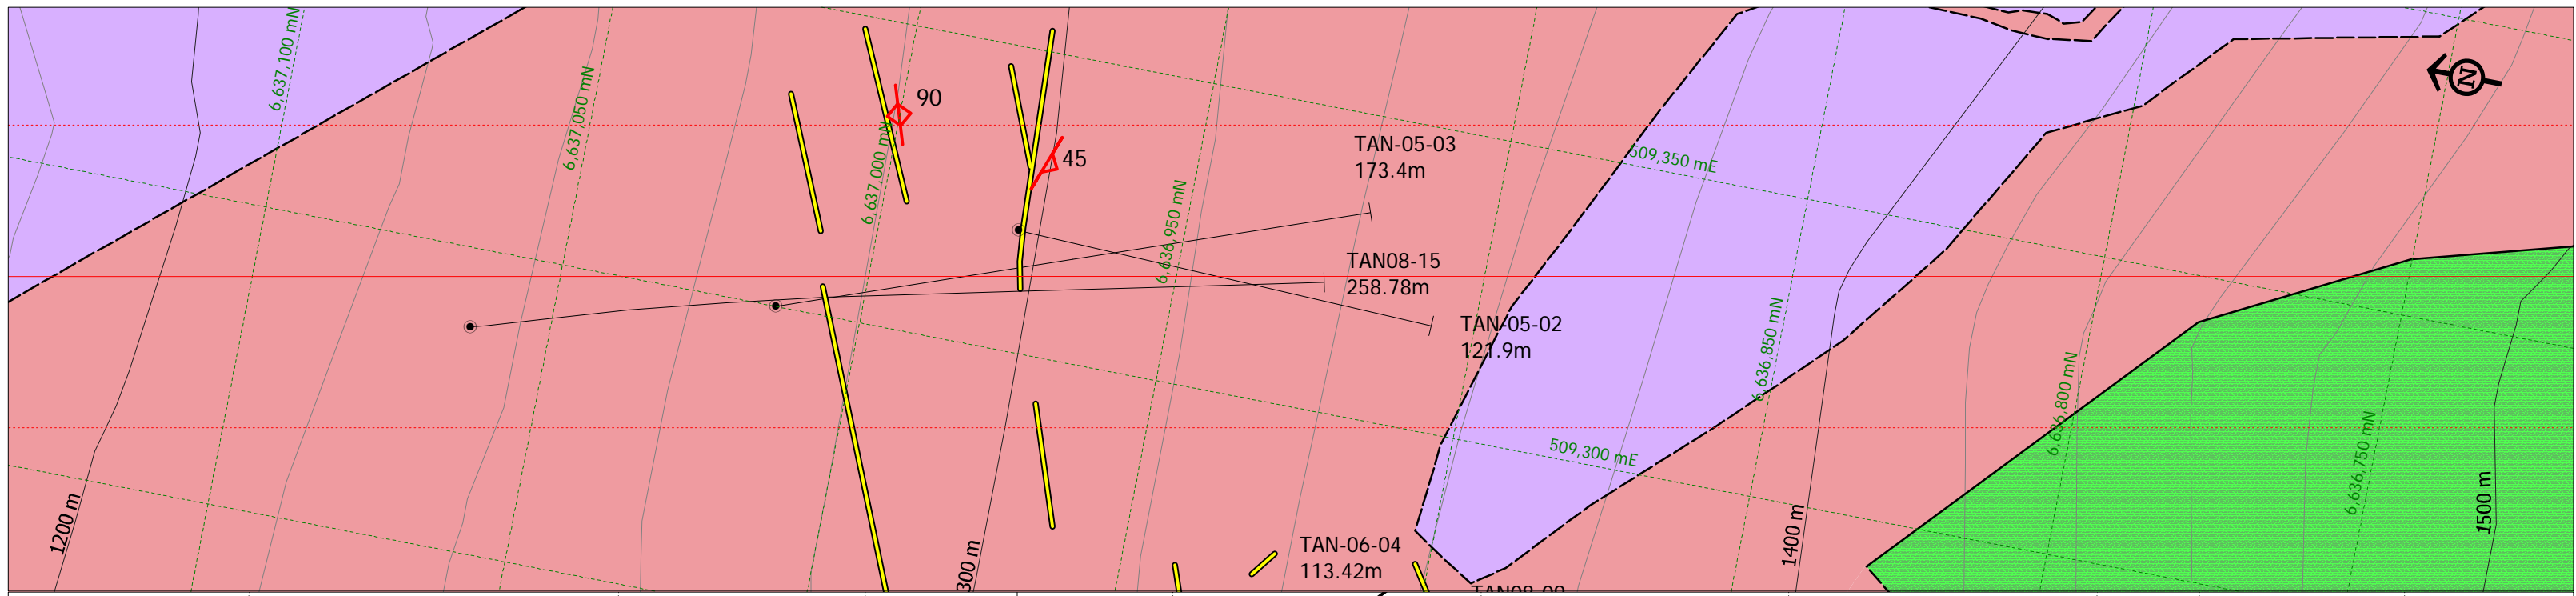 6,637,100 mN
6,637,050 mN
6,637,000 mN
90
45
6,636,950 mN
TAN-05-03
173.4m
TAN08-15
258.78m
TAN-05-02
121.9m
509,350 mE
N
6,636,850 mN
6,636,800 mN
6,636,750 mN
509,300 mE
1200 m
300 m
TAN-06-04
113.42m
1400 m
1500 m